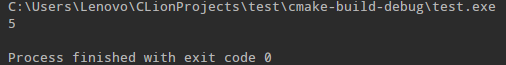 C:\Users\Lenovo\CLionProjects\test\cmake-build-debug\test.exe
5
Process finished with exit code 0